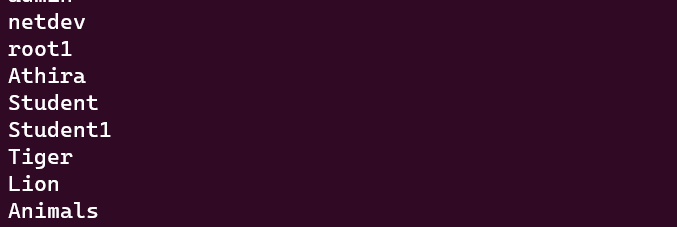 netdev
root1
Athira
Student
Student1
Tiger
Lion
Animals